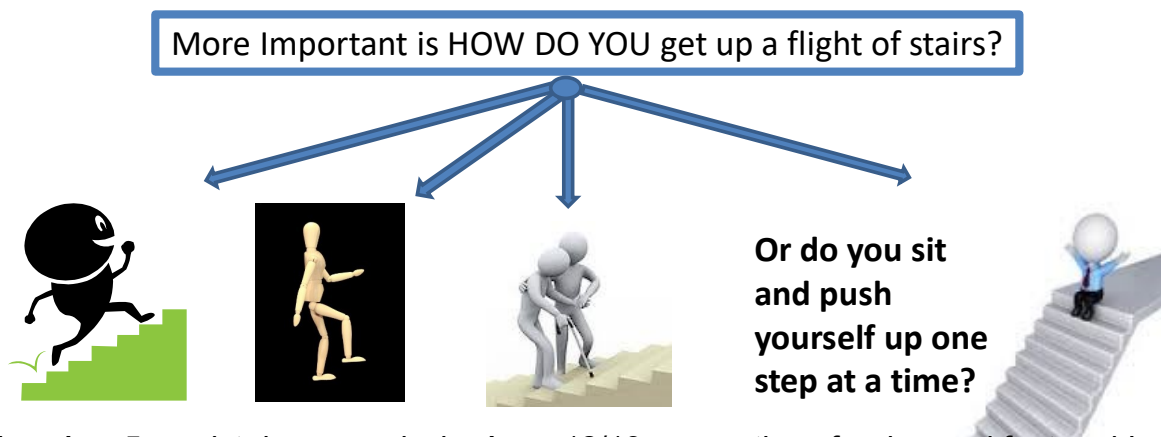 More Important is HOW DO YOU get up a flight of stairs?
Or do you sit
and push
yourself up one
step at a time?